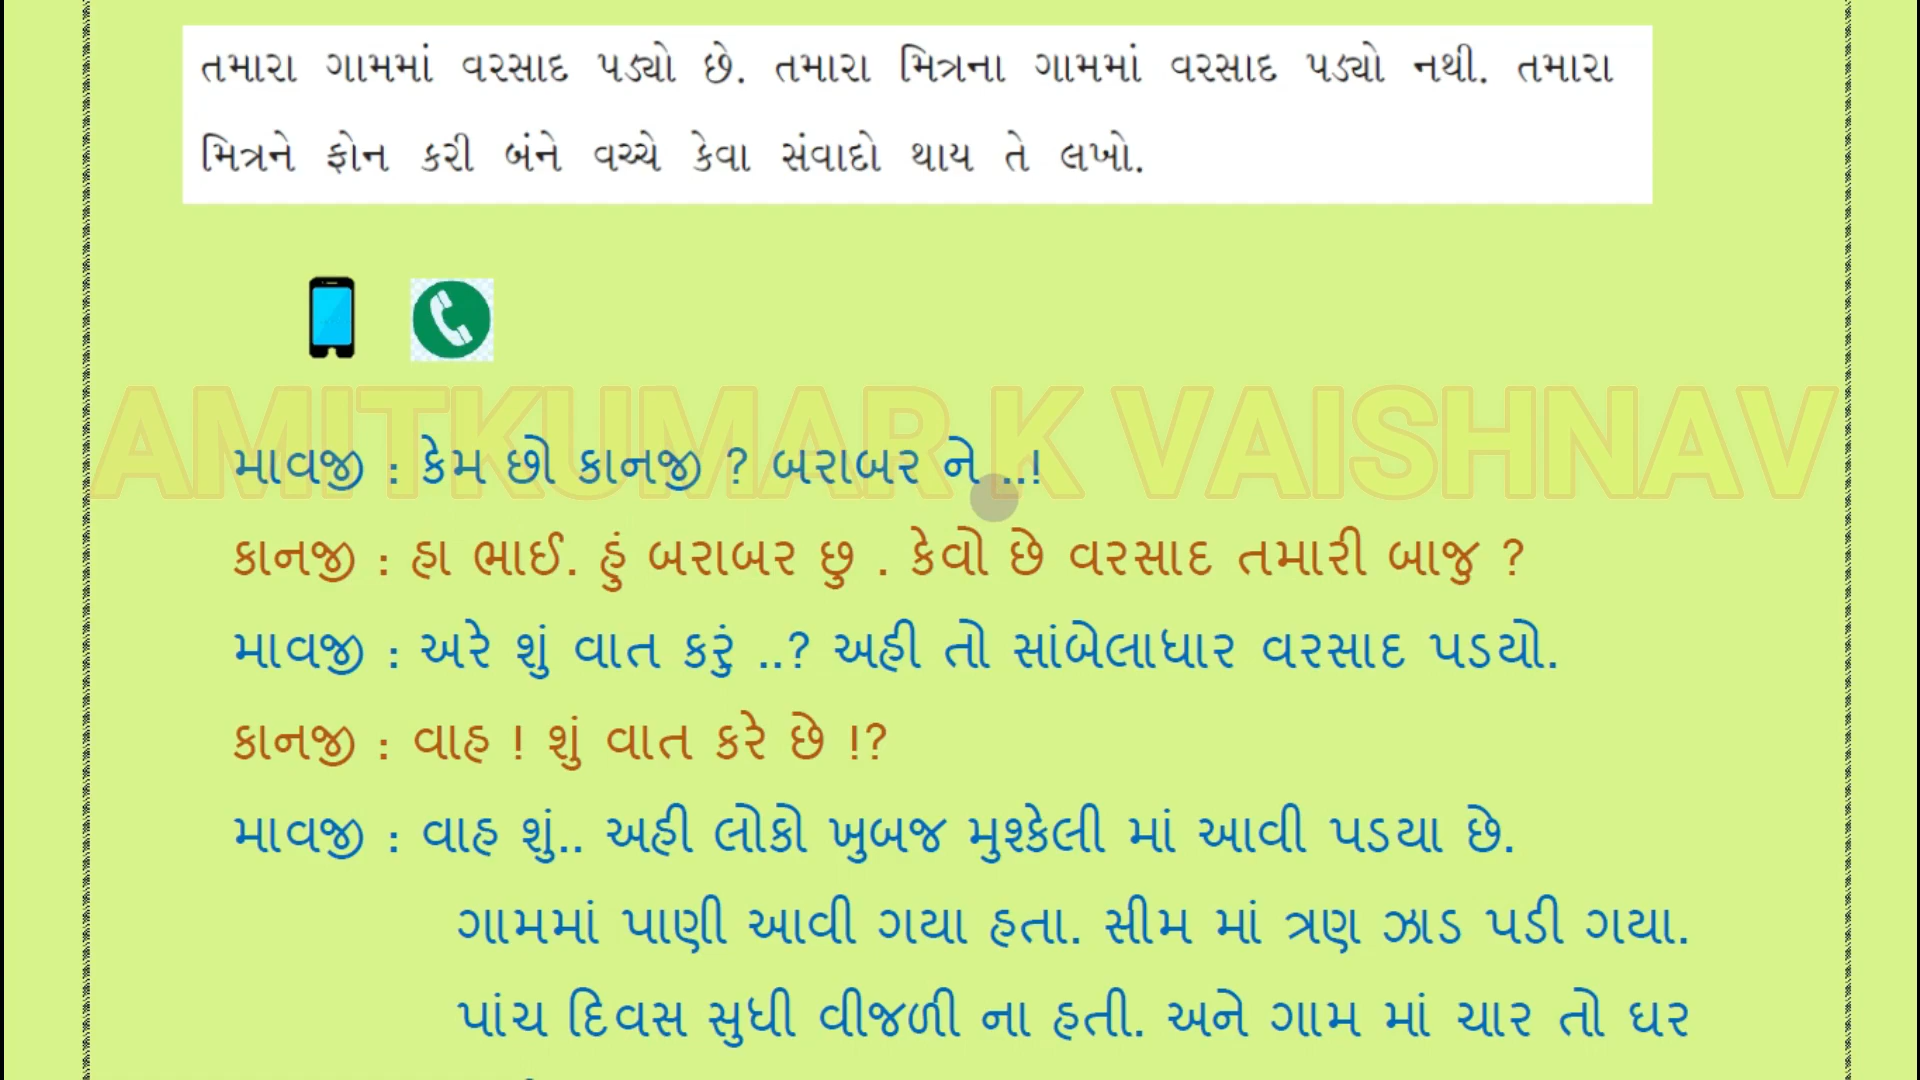 તમારા ગામમાં વરસાદ પડ્યો છે. તમારા મિત્રના ગામમાં વરસાદ પડ્યો નથી. તમારા
મિત્રને ફોન કરી બંને વચ્ચે કેવા સંવાદો થાય તે લખો.
AMITKUMAR K VAISHNAV
માવજી : કેમ છો કાનજી ? બરાબર ને ..!
કાનજી : હા ભાઈ. હું બરાબર છુ . કેવો છે વરસાદ તમારી બાજુ ?
માવજી : અરે શું વાત કરું ..? અહી તો સાંબેલાધાર વરસાદ પડયો.
કાનજી : વાહ ! શું વાત કરે છે !?
માવજી : વાહ શું.. અહી લોકો ખુબજ મુશ્કેલી માં આવી પડયા છે.
ગામમાં પાણી આવી ગયા હતા. સીમ માં ત્રણ ઝાડ પડી ગયા.
પાંચ દિવસ સુધી વીજળી ના હતી. અને ગામ માં ચાર તો ઘર